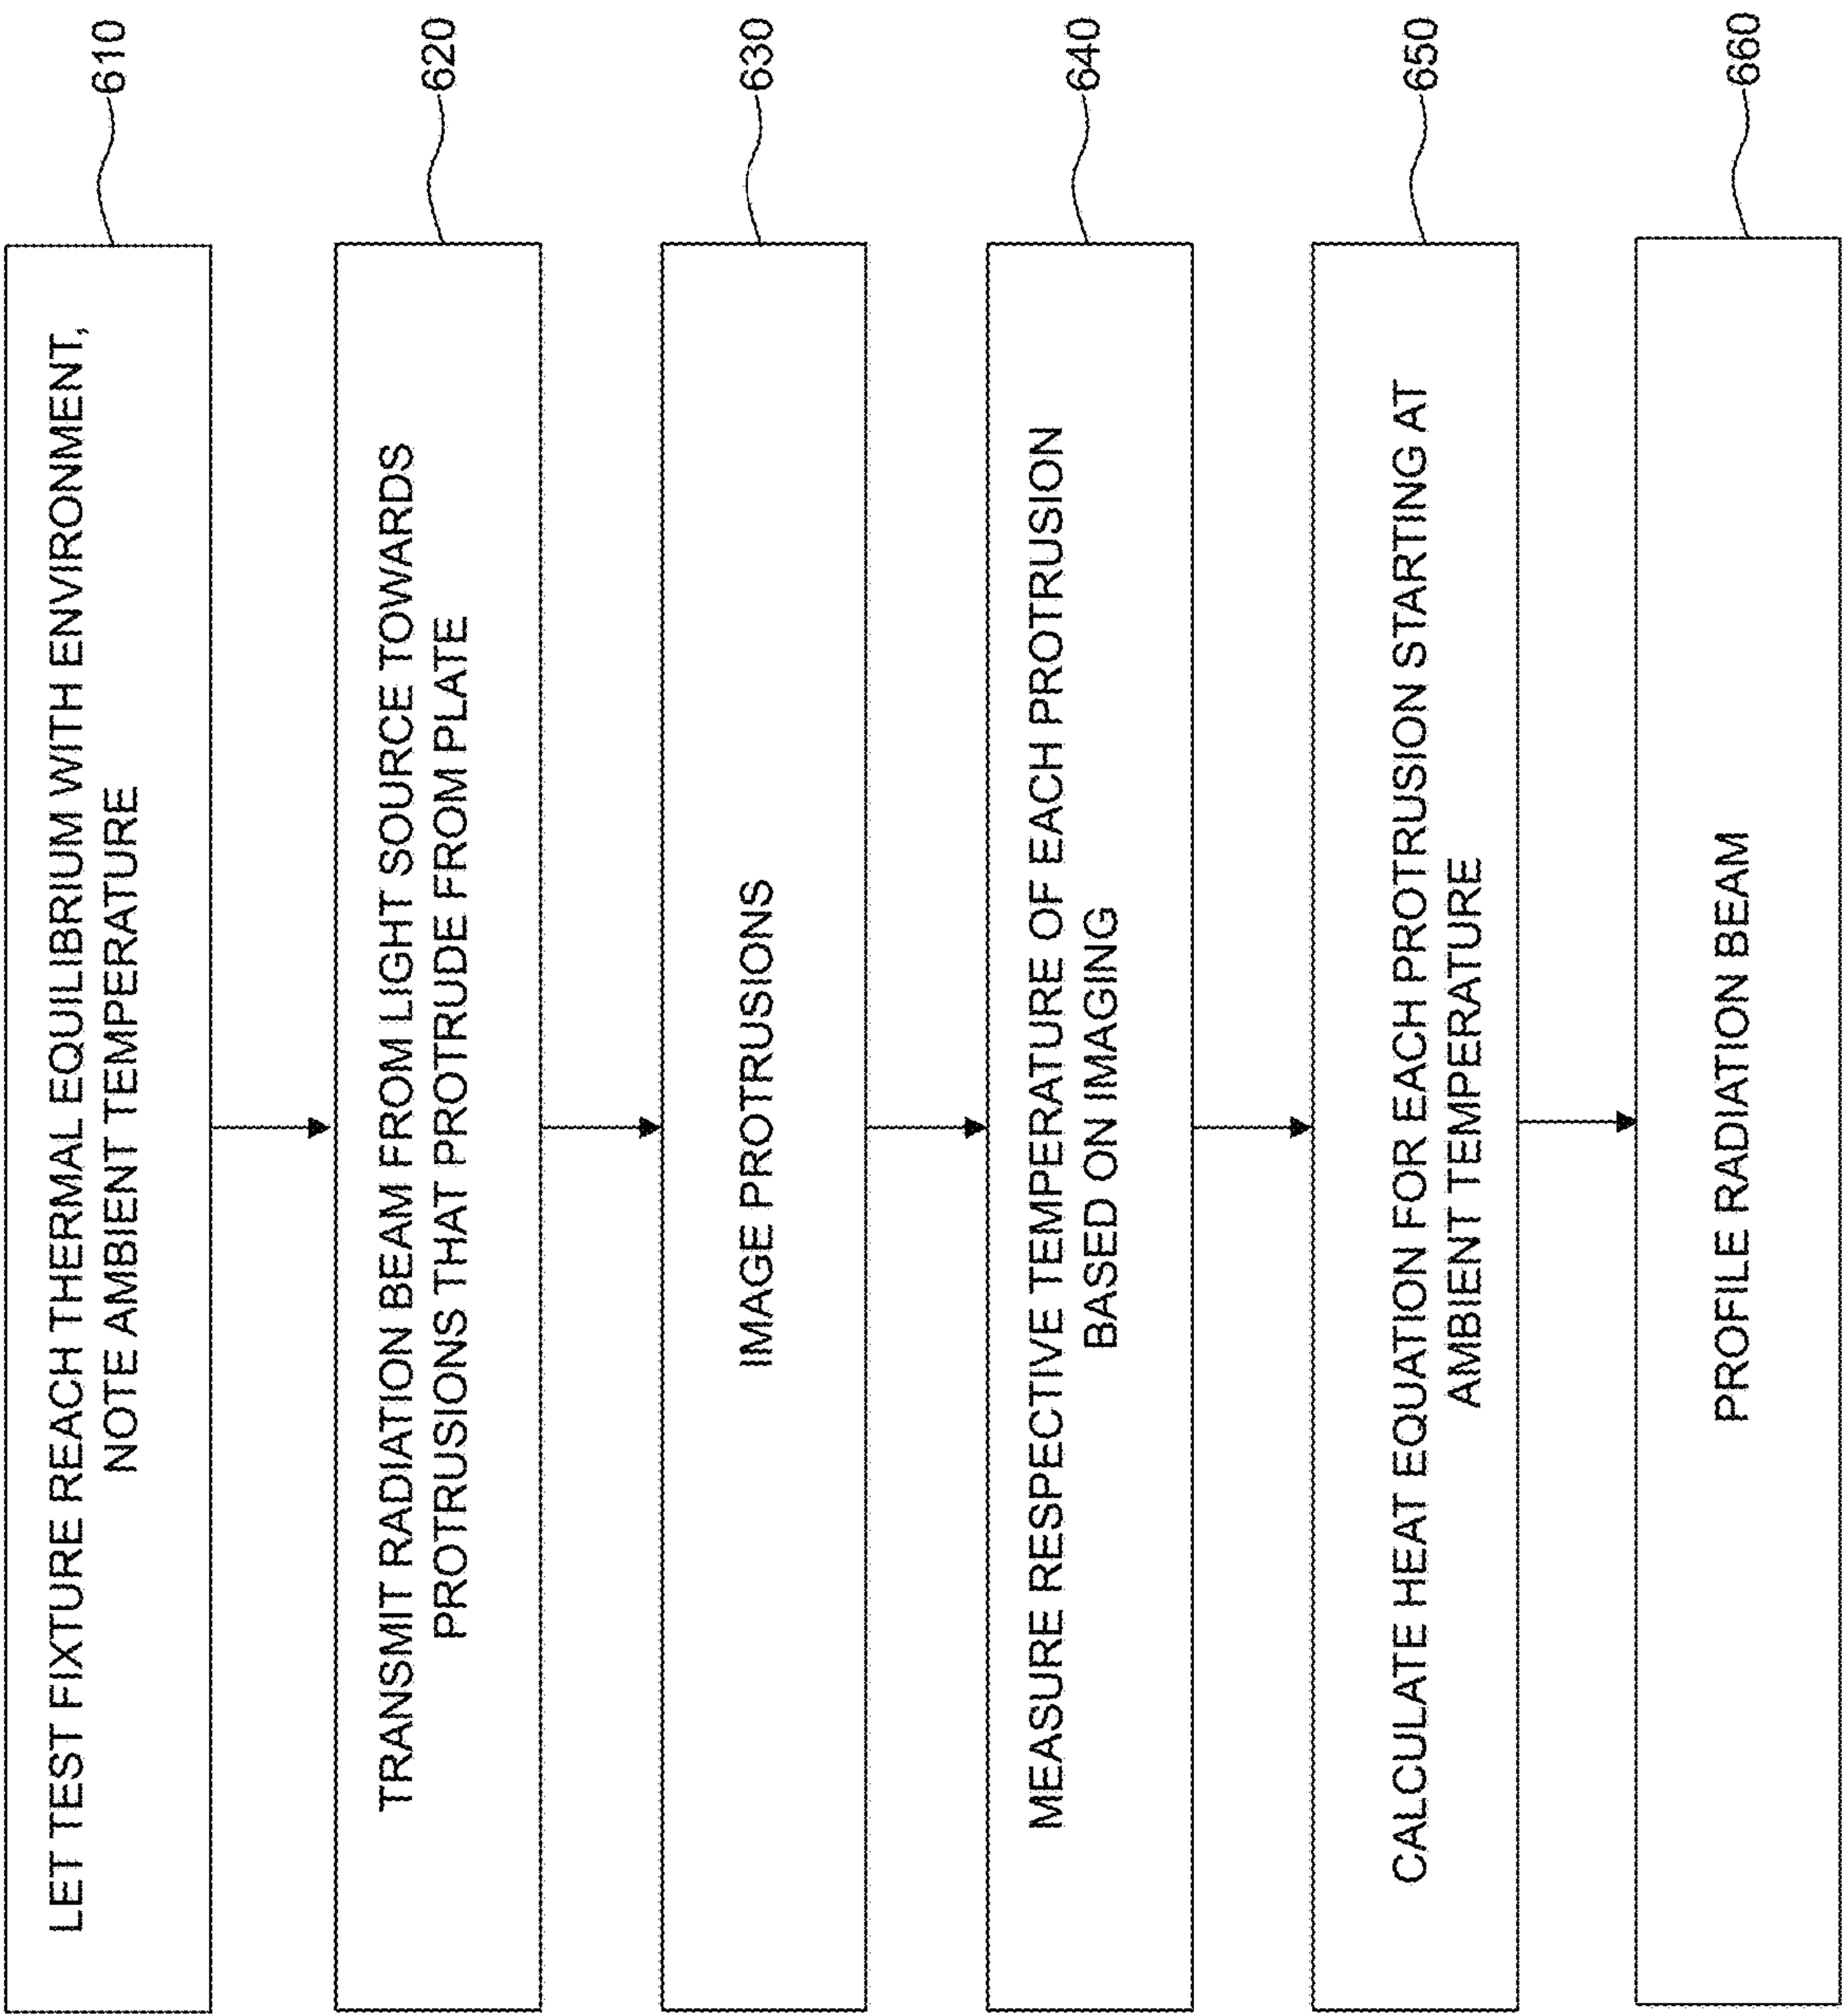 LET TEST FIXTURE REACH THERMAL EQUILIBRIUM WITH ENVIRONMENT,
NOTE AMBIENT TEMPERATURE
610
TRANSMIT RADIATION BEAM FROM LIGHT SOURCE TOWARDS
PROTRUSIONS THAT PROTRUDE FROM PLATE
620
IMAGE PROTRUSIONS
630
MEASURE RESPECTIVE TEMPERATURE OF EACH PROTRUSION
BASED ON IMAGING
640
CALCULATE HEAT EQUATION FOR EACH PROTRUSION STARTING AT
AMBIENT TEMPERATURE
650
PROFILE RADIATION BEAM
660